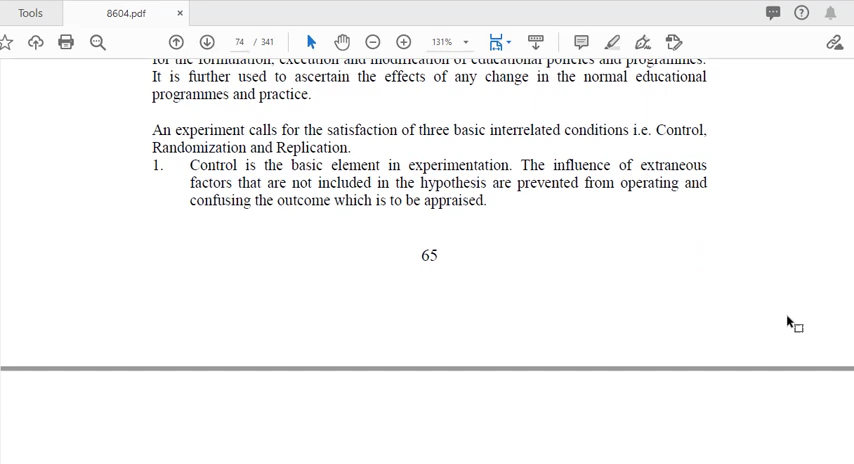 Tools
8604.pdf
×
74 / 341
131%
for the formulation, execution and modification of educational policies and programmes.
It is further used to ascertain the effects of any change in the normal educational
programmes and practice.
An experiment calls for the satisfaction of three basic interrelated conditions i.e. Control,
Randomization and Replication.
1. Control is the basic element in experimentation. The influence of extraneous
factors that are not included in the hypothesis are prevented from operating and
confusing the outcome which is to be appraised.
65